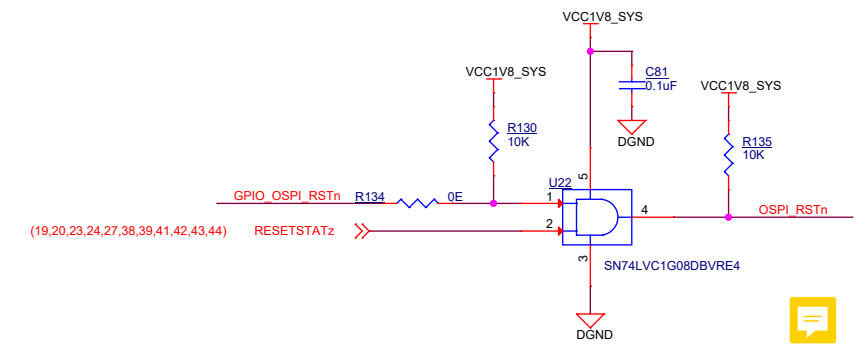 VCC1V8_SYS
VCC1V8_SYS
C81
0.1uF
VCC1V8_SYS
DGND
R130
10K
R135
10K
U22
5
GPIO_OSPI_RSTn
R134
0E
1
4
OSPI_RSTn
2
(19,20,23,24,27,38,39,41,42,43,44)
RESETSTATz
3
SN74LVC1G08DBVRE4
DGND